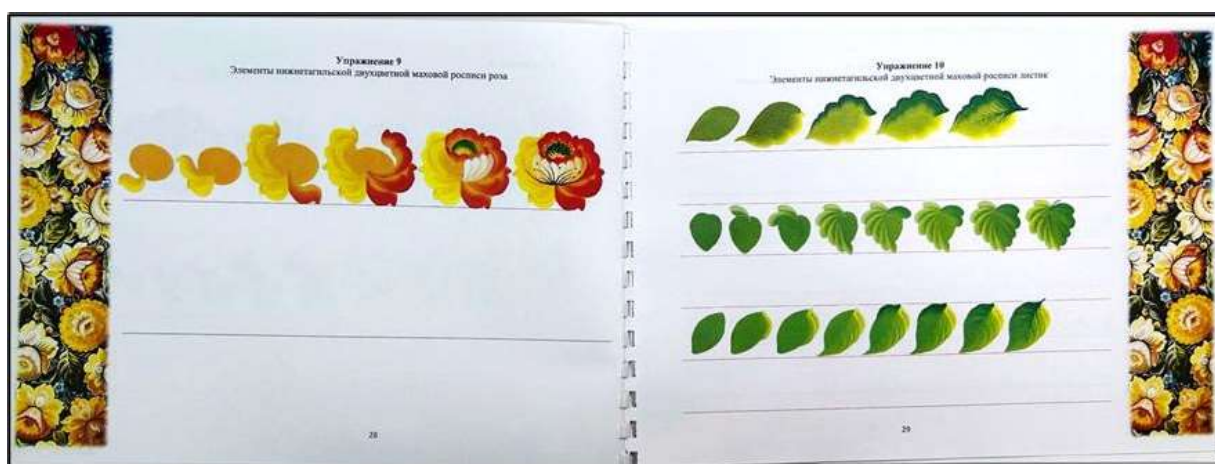 Упражнение 9
Элементы нижнетагильской двухцветной маховой росписи роза
28
Упражнение 10
Элементы нижнетагильской двухцветной маховой росписи листик
29